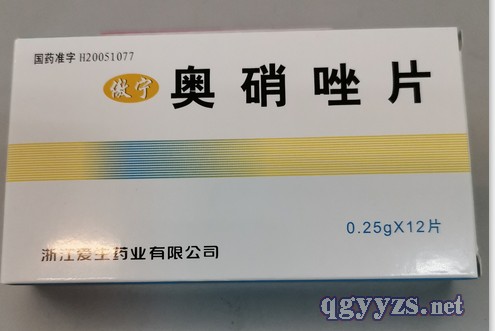 国药准字 H20051077
傲宁
奥硝唑片
0.25gX12片
浙江爱生药业有限公司
qgyyzs.net